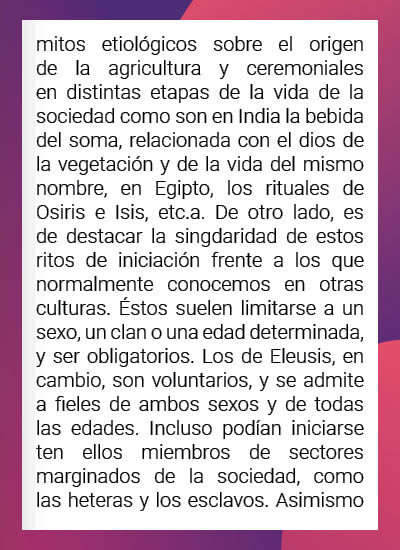 mitos etiológicos sobre el origen
de la agricultura y ceremoniales
en distintas etapas de la vida de la
sociedad como son en India la bebida
del soma, relacionada con el dios de
la vegetación y de la vida del mismo
nombre, en Egipto, los rituales de
Osiris e Isis, etc.a. De otro lado, es
de destacar la singdaridad de estos
ritos de iniciación frente a los que
normalmente conocemos en otras
culturas. Éstos suelen limitarse a un
sexo, un clan o una edad determinada,
y ser obligatorios. Los de Eleusis, en
cambio, son voluntarios, y se admite
a fieles de ambos sexos y de todas
las edades. Incluso podían iniciarse
ten ellos miembros de sectores
marginados de la sociedad, como
las heteras y los esclavos. Asimismo